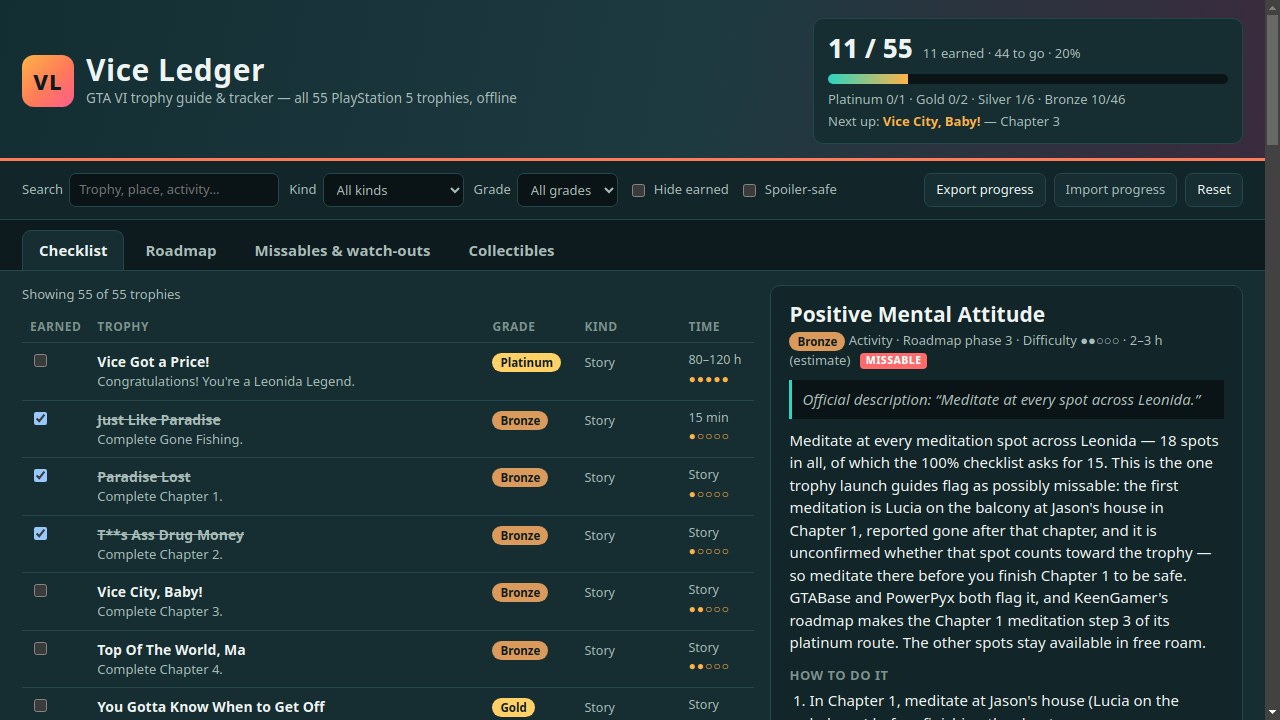 VL
Vice Ledger
GTA VI trophy guide & tracker — all 55 PlayStation 5 trophies, offline
11 / 55 11 earned · 44 to go · 20%
Platinum 0/1 · Gold 0/2 · Silver 1/6 · Bronze 10/46
Next up: Vice City, Baby! — Chapter 3
Search Trophy, place, activity... Kind All kinds Grade All grades Hide earned Spoiler-safe Export progress Import progress Reset
Checklist Roadmap Missables & watch-outs Collectibles
Showing 55 of 55 trophies
EARNED TROPHY GRADE KIND TIME
Vice Got a Price! Platinum Story 80–120 h
Congratulations! You're a Leonida Legend. ●●●●●
Just Like Paradise Bronze Story 15 min
Complete Gone Fishing. ●○○○○
Paradise Lost Bronze Story Story
Complete Chapter 1. ●○○○○
T**s Ass Drug Money Bronze Story Story
Complete Chapter 2. ●○○○○
Vice City, Baby! Bronze Story Story
Complete Chapter 3. ●●○○○
Top Of The World, Ma Bronze Story Story
Complete Chapter 4. ●●○○○
You Gotta Know When to Get Off Gold Story Story
Positive Mental Attitude
Bronze Activity · Roadmap phase 3 · Difficulty ●●○○○ · 2–3 h
(estimate) MISSABLE
Official description: “Meditate at every spot across Leonida.”
Meditate at every meditation spot across Leonida — 18 spots
in all, of which the 100% checklist asks for 15. This is the one
trophy launch guides flag as possibly missable: the first
meditation is Lucia on the balcony at Jason's house in
Chapter 1, reported gone after that chapter, and it is
unconfirmed whether that spot counts toward the trophy —
so meditate there before you finish Chapter 1 to be safe.
GTABase and PowerPyx both flag it, and KeenGamer's
roadmap makes the Chapter 1 meditation step 3 of its
platinum route. The other spots stay available in free roam.
HOW TO DO IT
1. In Chapter 1, meditate at Jason's house (Lucia on the